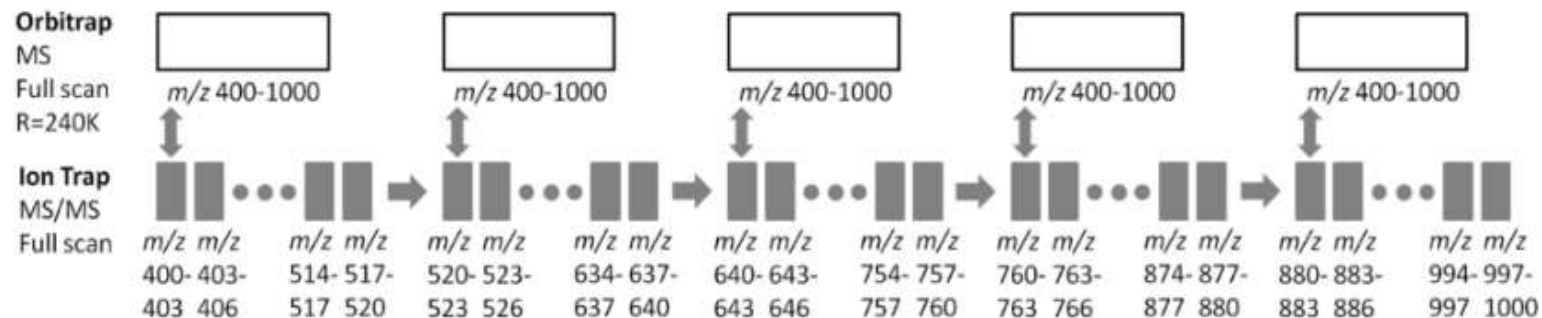 Orbitrap
MS
Full scan
R=240K
m/z 400-1000 m/z 400-1000 m/z 400-1000 m/z 400-1000 m/z 400-1000
Ion Trap
MS/MS
Full scan
m/z m/z m/z m/z m/z m/z m/z m/z m/z m/z m/z m/z m/z m/z m/z m/z m/z m/z m/z m/z
400- 403- 514- 517- 520- 523- 634- 637- 640- 643- 754- 757- 760- 763- 874- 877- 880- 883- 994- 997-
403 406 517 520 523 526 637 640 643 646 757 760 763 766 877 880 883 886 997 1000